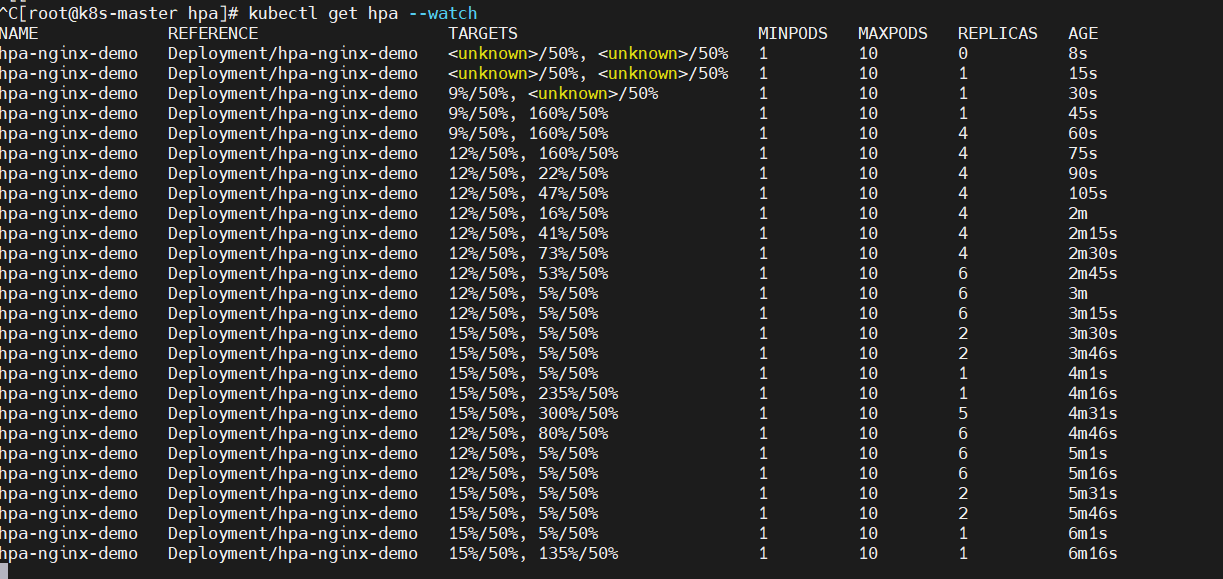 ^C[root@k8s-master hpa]# kubectl get hpa --watch
NAME REFERENCE TARGETS MINPODS MAXPODS REPLICAS AGE
hpa-nginx-demo Deployment/hpa-nginx-demo <unknown>/50%, <unknown>/50% 1 10 0 8s
hpa-nginx-demo Deployment/hpa-nginx-demo <unknown>/50%, <unknown>/50% 1 10 1 15s
hpa-nginx-demo Deployment/hpa-nginx-demo 9%/50%, <unknown>/50% 1 10 1 30s
hpa-nginx-demo Deployment/hpa-nginx-demo 9%/50%, 160%/50% 1 10 1 45s
hpa-nginx-demo Deployment/hpa-nginx-demo 9%/50%, 160%/50% 1 10 4 60s
hpa-nginx-demo Deployment/hpa-nginx-demo 12%/50%, 160%/50% 1 10 4 75s
hpa-nginx-demo Deployment/hpa-nginx-demo 12%/50%, 22%/50% 1 10 4 90s
hpa-nginx-demo Deployment/hpa-nginx-demo 12%/50%, 47%/50% 1 10 4 105s
hpa-nginx-demo Deployment/hpa-nginx-demo 12%/50%, 16%/50% 1 10 4 2m
hpa-nginx-demo Deployment/hpa-nginx-demo 12%/50%, 41%/50% 1 10 4 2m15s
hpa-nginx-demo Deployment/hpa-nginx-demo 12%/50%, 73%/50% 1 10 4 2m30s
hpa-nginx-demo Deployment/hpa-nginx-demo 12%/50%, 53%/50% 1 10 6 2m45s
hpa-nginx-demo Deployment/hpa-nginx-demo 12%/50%, 5%/50% 1 10 6 3m
hpa-nginx-demo Deployment/hpa-nginx-demo 12%/50%, 5%/50% 1 10 6 3m15s
hpa-nginx-demo Deployment/hpa-nginx-demo 15%/50%, 5%/50% 1 10 2 3m30s
hpa-nginx-demo Deployment/hpa-nginx-demo 15%/50%, 5%/50% 1 10 2 3m46s
hpa-nginx-demo Deployment/hpa-nginx-demo 15%/50%, 5%/50% 1 10 1 4m1s
hpa-nginx-demo Deployment/hpa-nginx-demo 15%/50%, 235%/50% 1 10 1 4m16s
hpa-nginx-demo Deployment/hpa-nginx-demo 15%/50%, 300%/50% 1 10 5 4m31s
hpa-nginx-demo Deployment/hpa-nginx-demo 12%/50%, 80%/50% 1 10 6 4m46s
hpa-nginx-demo Deployment/hpa-nginx-demo 12%/50%, 5%/50% 1 10 6 5m1s
hpa-nginx-demo Deployment/hpa-nginx-demo 12%/50%, 5%/50% 1 10 6 5m16s
hpa-nginx-demo Deployment/hpa-nginx-demo 15%/50%, 5%/50% 1 10 2 5m31s
hpa-nginx-demo Deployment/hpa-nginx-demo 15%/50%, 5%/50% 1 10 2 5m46s
hpa-nginx-demo Deployment/hpa-nginx-demo 15%/50%, 5%/50% 1 10 1 6m1s
hpa-nginx-demo Deployment/hpa-nginx-demo 15%/50%, 135%/50% 1 10 1 6m16s